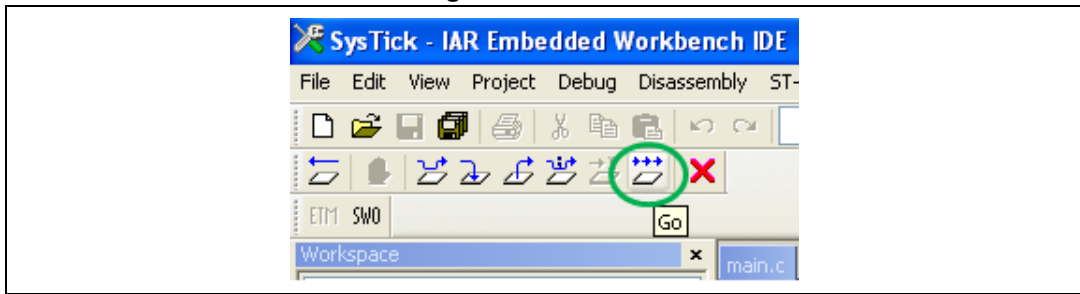 SysTick - IAR Embedded Workbench IDE
File Edit View Project Debug Disassembly ST-
ETM SWO
Go
Workspace
main.c